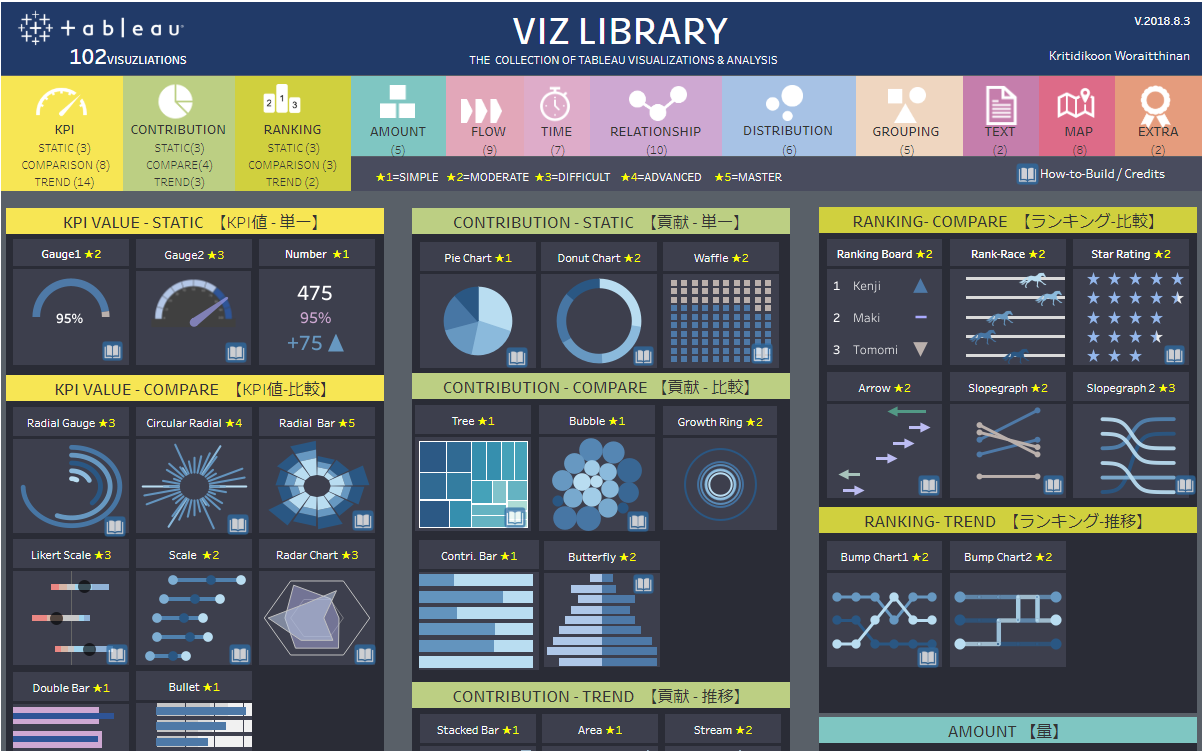 + a b l e a u
102VISUZLIATIONS
VIZ LIBRARY
THE COLLECTION OF TABLEAU VISUALIZATIONS & ANALYSIS
V.2018.8.3
Kritidikoon Woraitthinan
KPI
STATIC (3)
COMPARISON (8)
TREND (14)
CONTRIBUTION
STATIC(3)
COMPARE(4)
TREND(3)
2 1 3
RANKING
STATIC (3)
COMPARISON (3)
TREND (2)
AMOUNT
(5)
FLOW
(9)
TIME
(7)
RELATIONSHIP
(10)
DISTRIBUTION
(6)
GROUPING
(5)
TEXT
(2)
MAP
(8)
EXTRA
(2)
★1=SIMPLE ★2=MODERATE ★3=DIFFICULT ★4=ADVANCED ★5=MASTER
How-to-Build / Credits
KPI VALUE - STATIC 【KPI値 - 単一】
Gauge1 ★2
Gauge2 ★3
Number ★1
95%
475
95%
+75 ▲
KPI VALUE - COMPARE 【KPI値-比較】
Radial Gauge ★3
Circular Radial ★4
Radial Bar ★5
Likert Scale ★3
Scale ★2
Radar Chart ★3
Double Bar ★1
Bullet ★1
CONTRIBUTION - STATIC 【貢献 - 単一】
Pie Chart ★1
Donut Chart ★2
Waffle ★2
CONTRIBUTION - COMPARE 【貢献 - 比較】
Tree ★1
Bubble ★1
Growth Ring ★2
Contri. Bar ★1
Butterfly ★2
CONTRIBUTION - TREND 【貢献 - 推移】
Stacked Bar ★1
Area ★1
Stream ★2
RANKING- COMPARE 【ランキング-比較】
Ranking Board ★2
Rank-Race ★2
Star Rating ★2
1 Kenji
2 Maki
3 Tomomi
Arrow ★2
Slopegraph ★2
Slopegraph 2 ★3
RANKING- TREND 【ランキング-推移】
Bump Chart1 ★2
Bump Chart2 ★2
AMOUNT 【量】